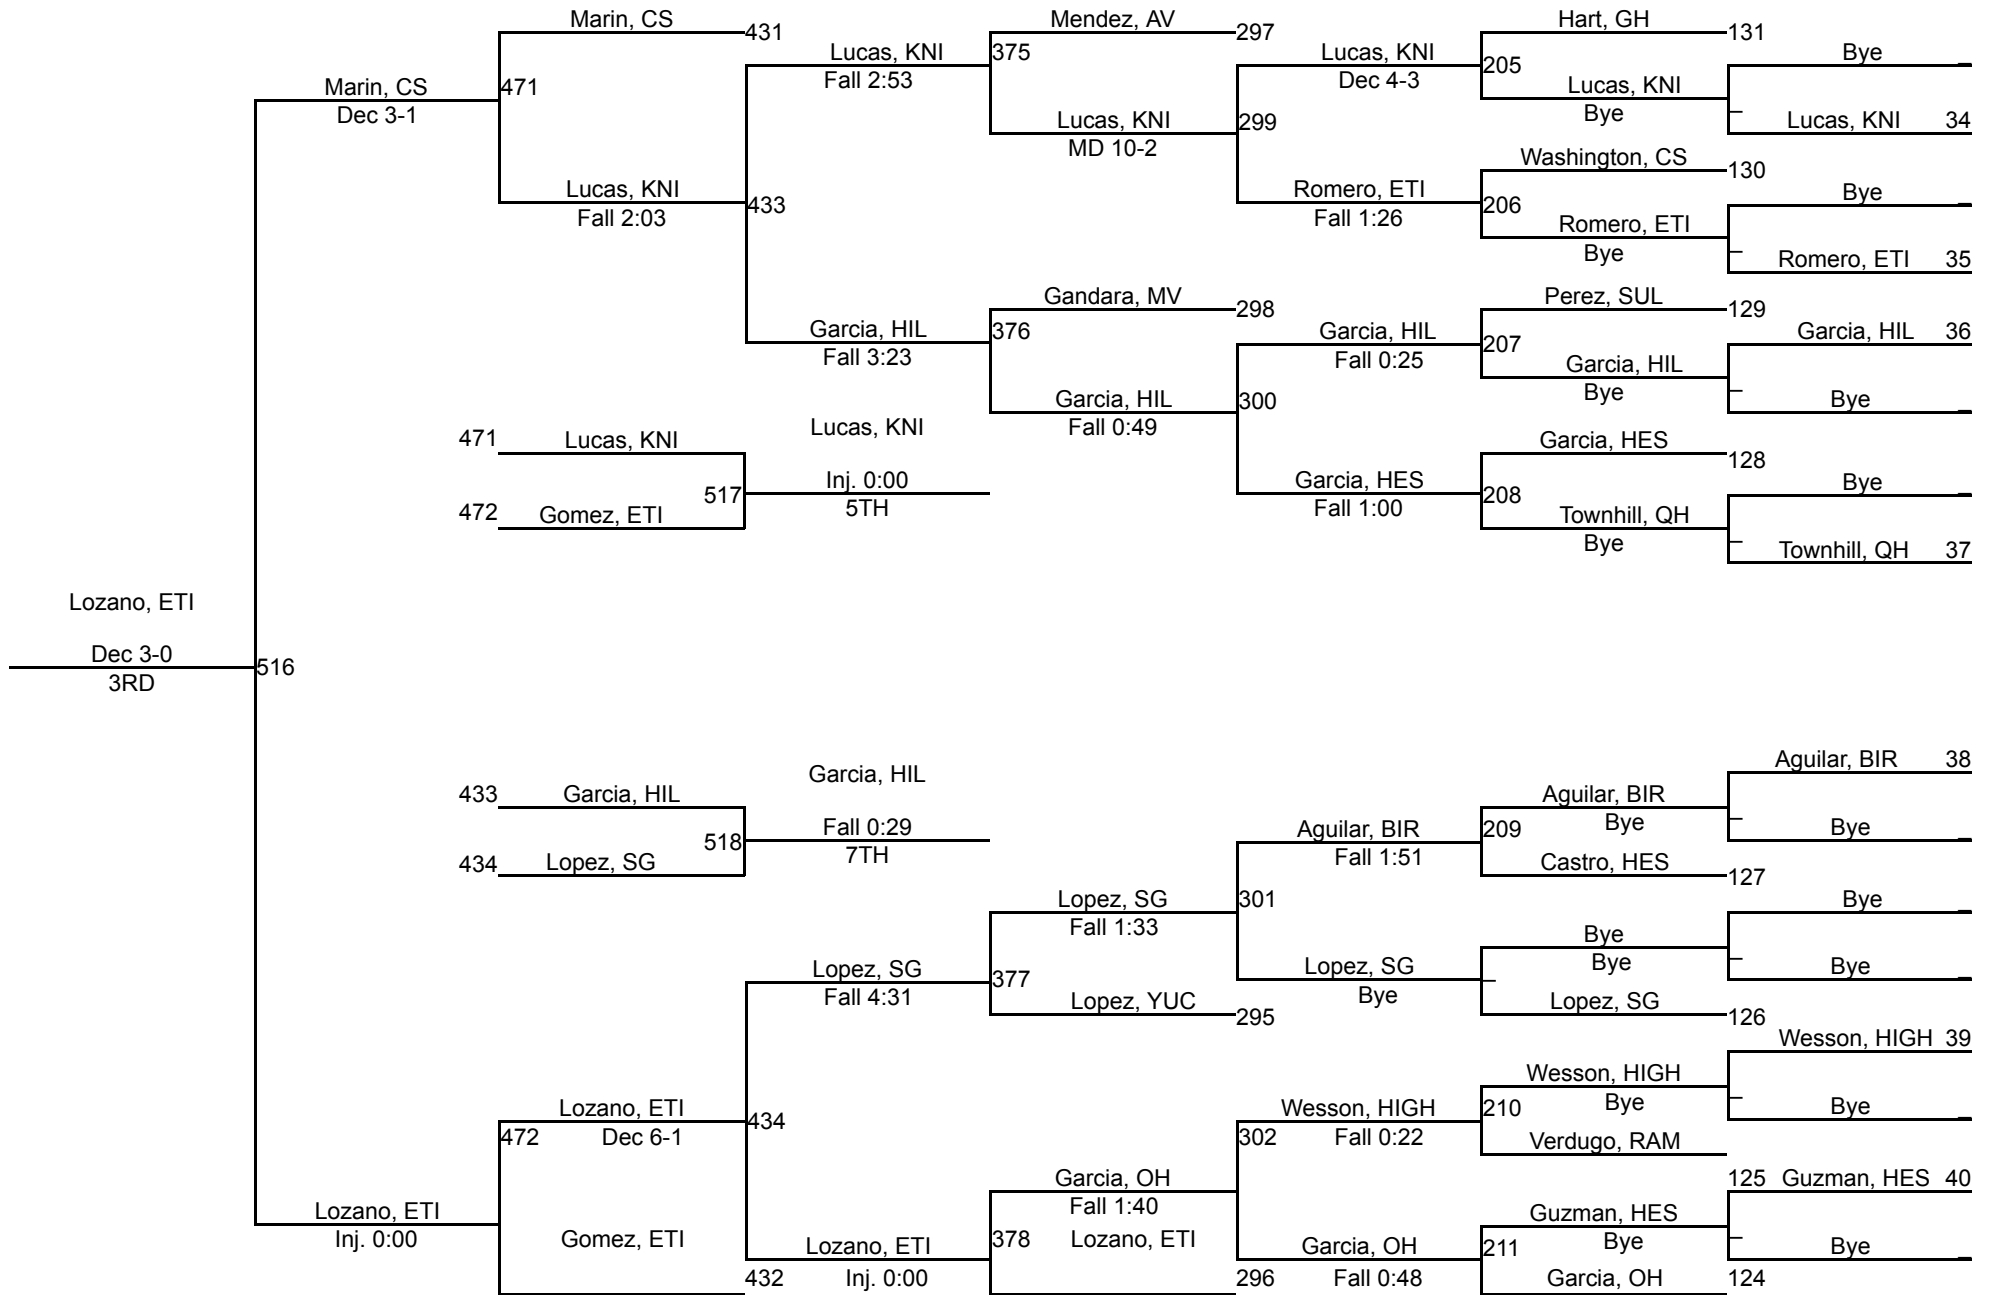 Marin, CS
Mendez, AV
Hart, GH
431
297
131
Lucas, KNI
375
Lucas, KNI
Bye
Fall 2:53
Dec 4-3
205
Marin, CS
471
Lucas, KNI
Dec 3-1
Bye
Lucas, KNI
299
Lucas, KNI 34
MD 10-2
Washington, CS
130
Lucas, KNI
Romero, ETI
Bye
Fall 2:03
433
Fall 1:26
206
Romero, ETI
Bye
Romero, ETI 35
Gandara, MV
Perez, SUL
298
129
Garcia, HIL
376
Garcia, HIL
Garcia, HIL 36
Fall 3:23
Fall 0:25
207
Garcia, HIL
Bye
Garcia, HIL
300
Bye
Lucas, KNI
Fall 0:49
471
Lucas, KNI
Garcia, HES
128
Inj. 0:00
Garcia, HES
Bye
517
5TH
Fall 1:00
208
472
Gomez, ETI
Townhill, QH
Bye
Townhill, QH 37
Lozano, ETI
Dec 3-0
516
3RD
Aguilar, BIR 38
Garcia, HIL
433
Garcia, HIL
Aguilar, BIR
Bye
Fall 0:29
Aguilar, BIR
209
Bye
518
7TH
Fall 1:51
434
Lopez, SG
Castro, HES
127
Lopez, SG
301
Bye
Fall 1:33
Bye
Bye
Lopez, SG
377
Lopez, SG
Bye
Fall 4:31
Bye
Lopez, YUC
295
Lopez, SG
126
Wesson, HIGH 39
Wesson, HIGH
Bye
Lozano, ETI
434
Wesson, HIGH
210
Bye
472
Dec 6-1
302
Fall 0:22
Verdugo, RAM
Garcia, OH
125
Guzman, HES 40
Fall 1:40
Lozano, ETI
Guzman, HES
Inj. 0:00
Gomez, ETI
Lozano, ETI
378
Lozano, ETI
Garcia, OH
211
Bye
Bye
432
Inj. 0:00
296
Fall 0:48
Garcia, OH
124